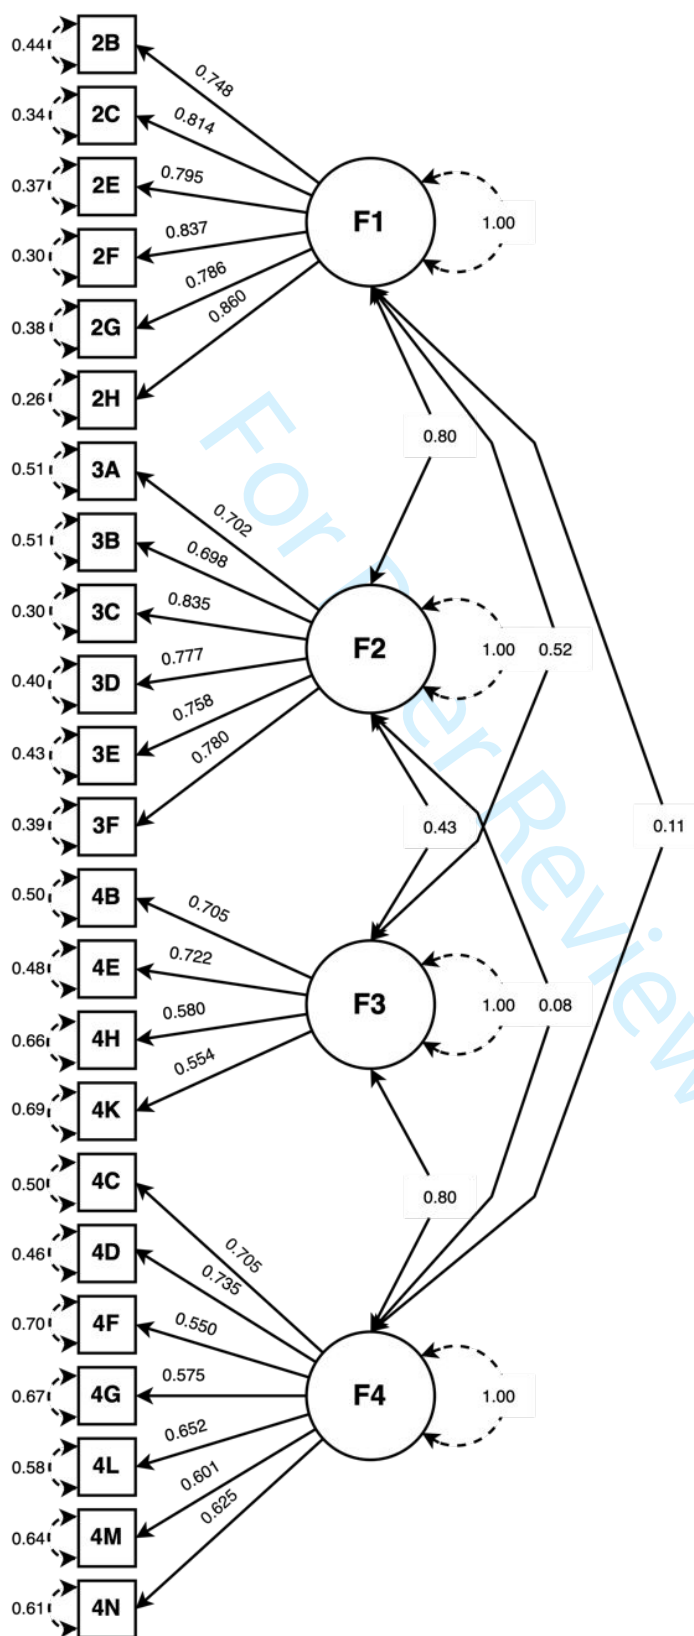 0.44 2B 0.748
0.34 2C 0.814
0.37 2E 0.795
F1 1.00
0.30 2F 0.837
0.38 2G 0.786
0.26 2H 0.860
0.80
0.51 3A 0.702
0.51 3B 0.698
0.30 3C 0.835
F2 1.00 0.52
0.40 3D 0.777
0.43 3E 0.758
0.39 3F 0.780
0.43 0.11
0.50 4B 0.705
0.48 4E 0.722
F3 1.00 0.08
0.66 4H 0.580
0.69 4K 0.554
0.50 4C 0.705
0.80
0.46 4D 0.735
0.70 4F 0.550
0.67 4G 0.575
F4 1.00
0.58 4L 0.652
0.64 4M 0.601
0.61 4N 0.625
For Peer Review